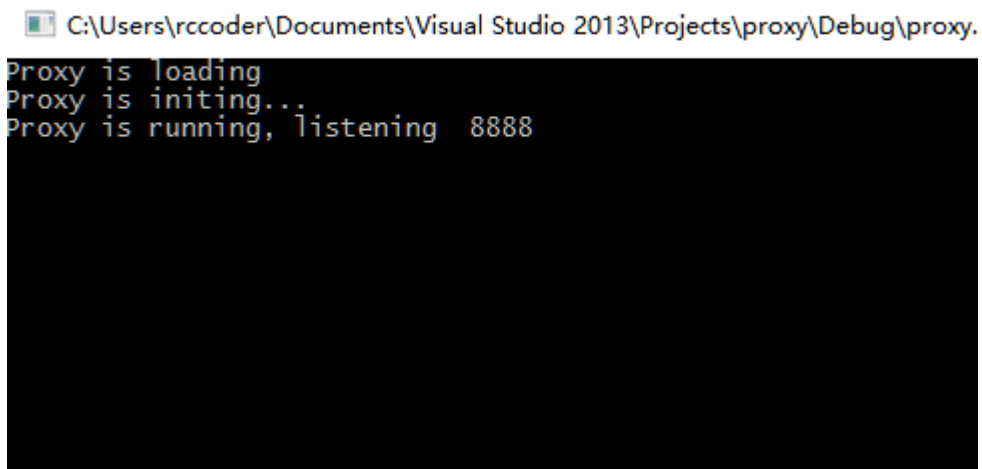 C:\Users\rccoder\Documents\Visual Studio 2013\Projects\proxy\Debug\proxy.
Proxy is loading
Proxy is initing...
Proxy is running, listening  8888